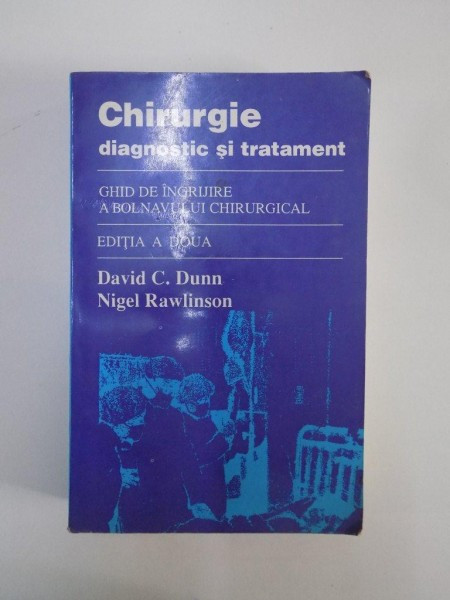 Chirurgie
diagnostic și tratament
GHID DE ÎNGRIJIRE
A BOLNAVULUI CHIRURGICAL
EDIȚIA A DOUA
David C. Dunn
Nigel Rawlinson